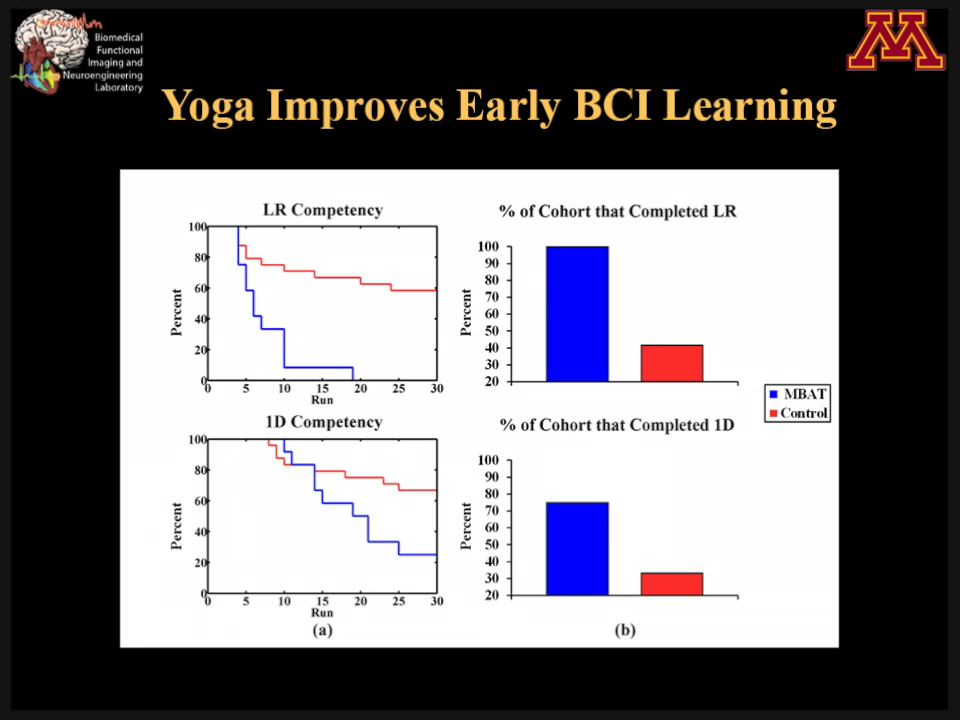 Biomedical
Functional
Imaging and
Neuroengineering
Laboratory
M
Yoga Improves Early BCI Learning
LR Competency
100
80
60
40
20
0
Percent
0 5 10 15 20 25 30
Run
% of Cohort that Completed LR
100
90
80
70
60
50
40
30
20
Percent
MBAT
Control
1D Competency
100
80
60
40
20
0
Percent
0 5 10 15 20 25 30
Run
(a)
% of Cohort that Completed 1D
100
90
80
70
60
50
40
30
20
Percent
(b)